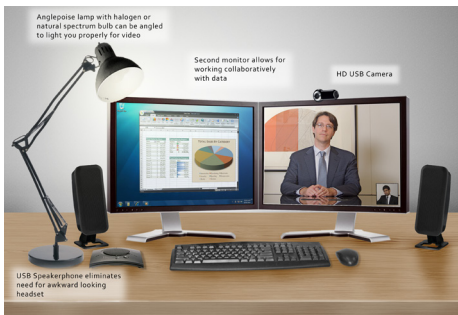 Anglepoise lamp with halogen or
natural spectrum bulb can be angled
to light you properly for video
Second monitor allows for
working collaboratively
with data
HD USB Camera
USB Speakerphone eliminates
need for awkward looking
headset